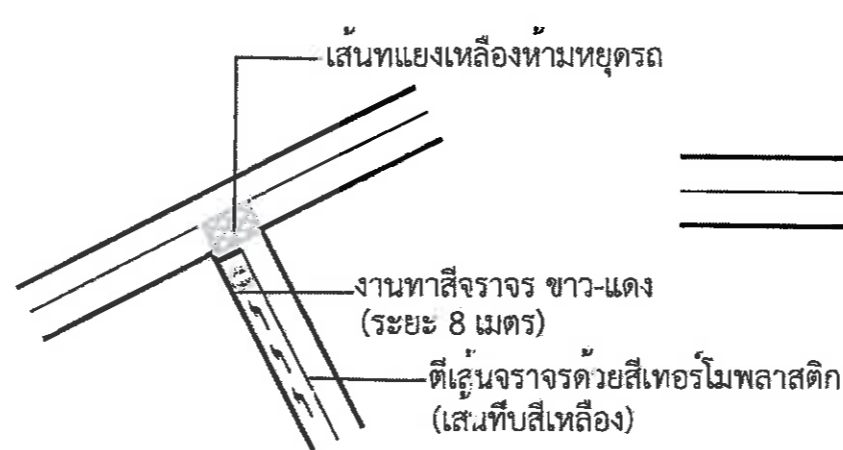 เส้นทแยงเหลืองห้ามหยุดรถ
งานทาสีจราจร ขาว-แดง
(ระยะ 8 เมตร)
ตีเส้นจราจรด้วยสีเทอร์โมพลาสติก
(เส้นทึบสีเหลือง)